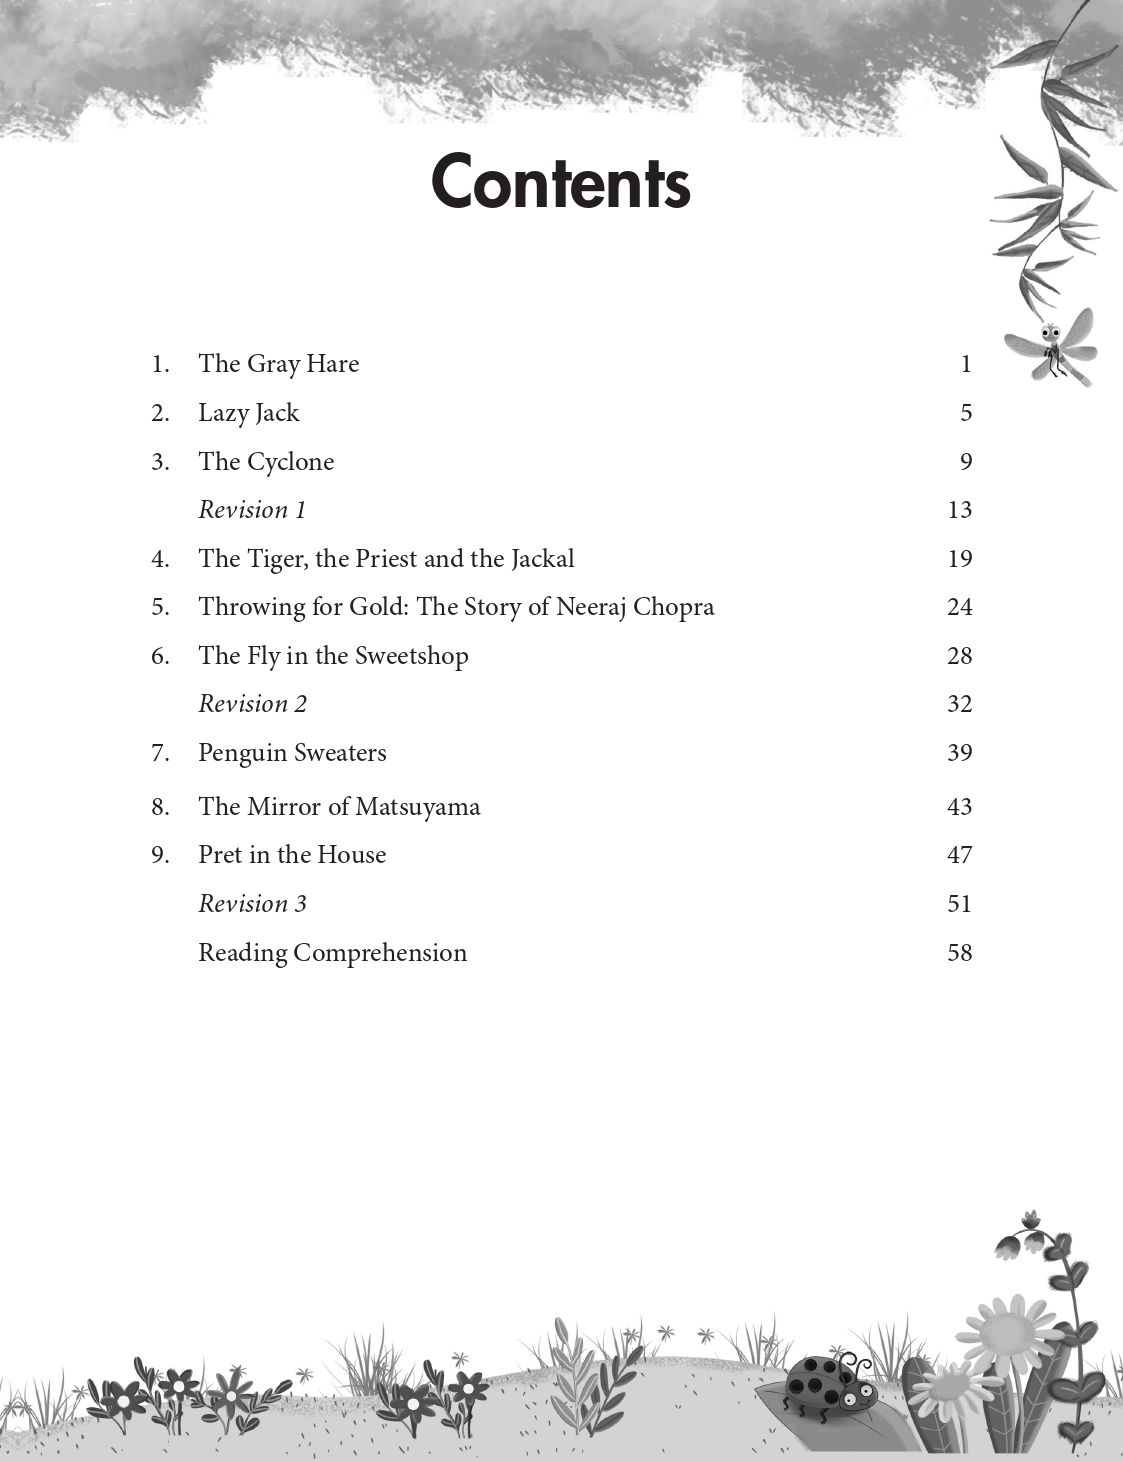 Contents
1. The Gray Hare 1
2. Lazy Jack 5
3. The Cyclone 9
Revision 1 13
4. The Tiger, the Priest and the Jackal 19
5. Throwing for Gold: The Story of Neeraj Chopra 24
6. The Fly in the Sweetshop 28
Revision 2 32
7. Penguin Sweaters 39
8. The Mirror of Matsuyama 43
9. Pret in the House 47
Revision 3 51
Reading Comprehension 58